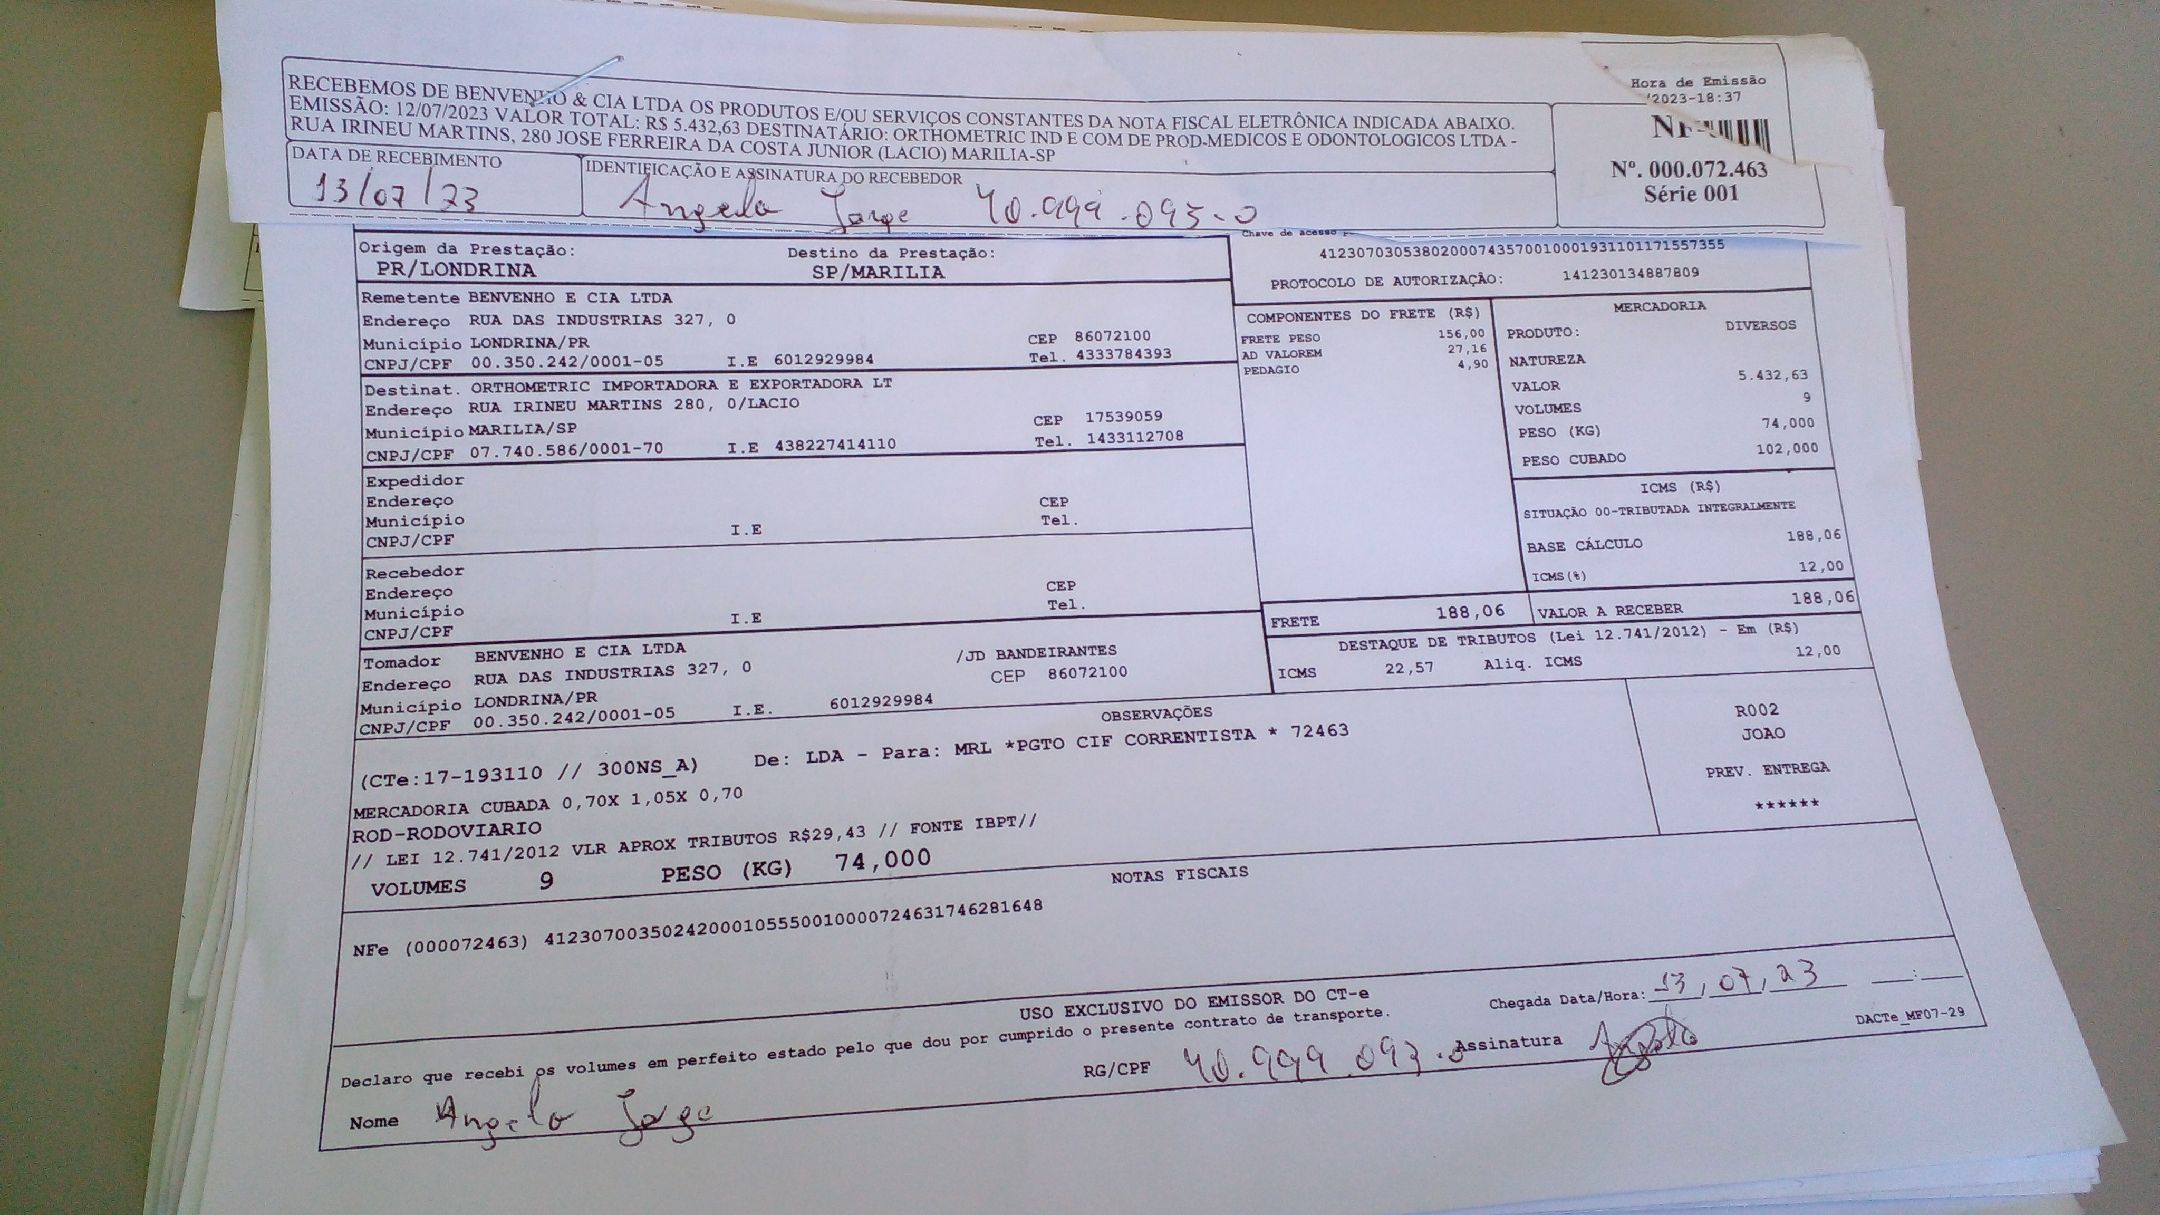 RECEBEMOS DE BENVENHO & CIA LTDA OS PRODUTOS E/OU SERVIÇOS CONSTANTES DA NOTA FISCAL ELETRÔNICA INDICADA ABAIXO.
EMISSÃO: 12/07/2023 VALOR TOTAL: R$ 5.432,63 DESTINATÁRIO: ORTHOMETRIC IND E COM DE PROD-MEDICOS E ODONTOLOGICOS LTDA -
RUA IRINEU MARTINS, 280 JOSE FERREIRA DA COSTA JUNIOR (LACIO) MARILIA-SP
DATA DE RECEBIMENTO
13/07/23
IDENTIFICAÇÃO E ASSINATURA DO RECEBEDOR
Angelo Jorge 40.999.093-0
Hora de Emissão
/2023-18:37
Nº. 000.072.463
Série 001
Origem da Prestação: Destino da Prestação:
PR/LONDRINA SP/MARILIA
Chave de acesso
41230703053802000743570010001931101171557355
PROTOCOLO DE AUTORIZAÇÃO: 141230134887809
Remetente BENVENHO E CIA LTDA
Endereço RUA DAS INDUSTRIAS 327, 0
Município LONDRINA/PR CEP 86072100
CNPJ/CPF 00.350.242/0001-05 I.E 6012929984 Tel. 4333784393
Destinat. ORTHOMETRIC IMPORTADORA E EXPORTADORA LT
Endereço RUA IRINEU MARTINS 280, 0/LACIO
Município MARILIA/SP CEP 17539059
CNPJ/CPF 07.740.586/0001-70 I.E 438227414110 Tel. 1433112708
Expedidor
Endereço CEP
Município Tel.
CNPJ/CPF I.E
Recebedor
Endereço CEP
Município Tel.
CNPJ/CPF I.E
Tomador BENVENHO E CIA LTDA
Endereço RUA DAS INDUSTRIAS 327, 0 /JD BANDEIRANTES
Município LONDRINA/PR CEP 86072100
CNPJ/CPF 00.350.242/0001-05 I.E. 6012929984
COMPONENTES DO FRETE (R$)
FRETE PESO 156,00
AD VALOREM 27,16
PEDAGIO 4,90
MERCADORIA
PRODUTO: DIVERSOS
NATUREZA
VALOR 5.432,63
VOLUMES 9
PESO (KG) 74,000
PESO CUBADO 102,000
ICMS (R$)
SITUAÇÃO 00-TRIBUTADA INTEGRALMENTE
BASE CÁLCULO 188,06
ICMS(%) 12,00
FRETE 188,06 VALOR A RECEBER 188,06
DESTAQUE DE TRIBUTOS (Lei 12.741/2012) - Em (R$)
ICMS 22,57 Aliq. ICMS 12,00
OBSERVAÇÕES
(CTe:17-193110 // 300NS_A) De: LDA - Para: MRL *PGTO CIF CORRENTISTA * 72463
MERCADORIA CUBADA 0,70X 1,05X 0,70
ROD-RODOVIARIO
// LEI 12.741/2012 VLR APROX TRIBUTOS R$29,43 // FONTE IBPT//
VOLUMES 9 PESO (KG) 74,000
R002
JOAO
PREV. ENTREGA
******
NOTAS FISCAIS
NFe (000072463) 41230700350242000105550010000724631746281648
USO EXCLUSIVO DO EMISSOR DO CT-e
Chegada Data/Hora: 13,07,23 __:__
Declaro que recebi os volumes em perfeito estado pelo que dou por cumprido o presente contrato de transporte.
DACTe_MF07-29
Nome Angelo Jorge RG/CPF 40.999.093.0 Assinatura Angelo